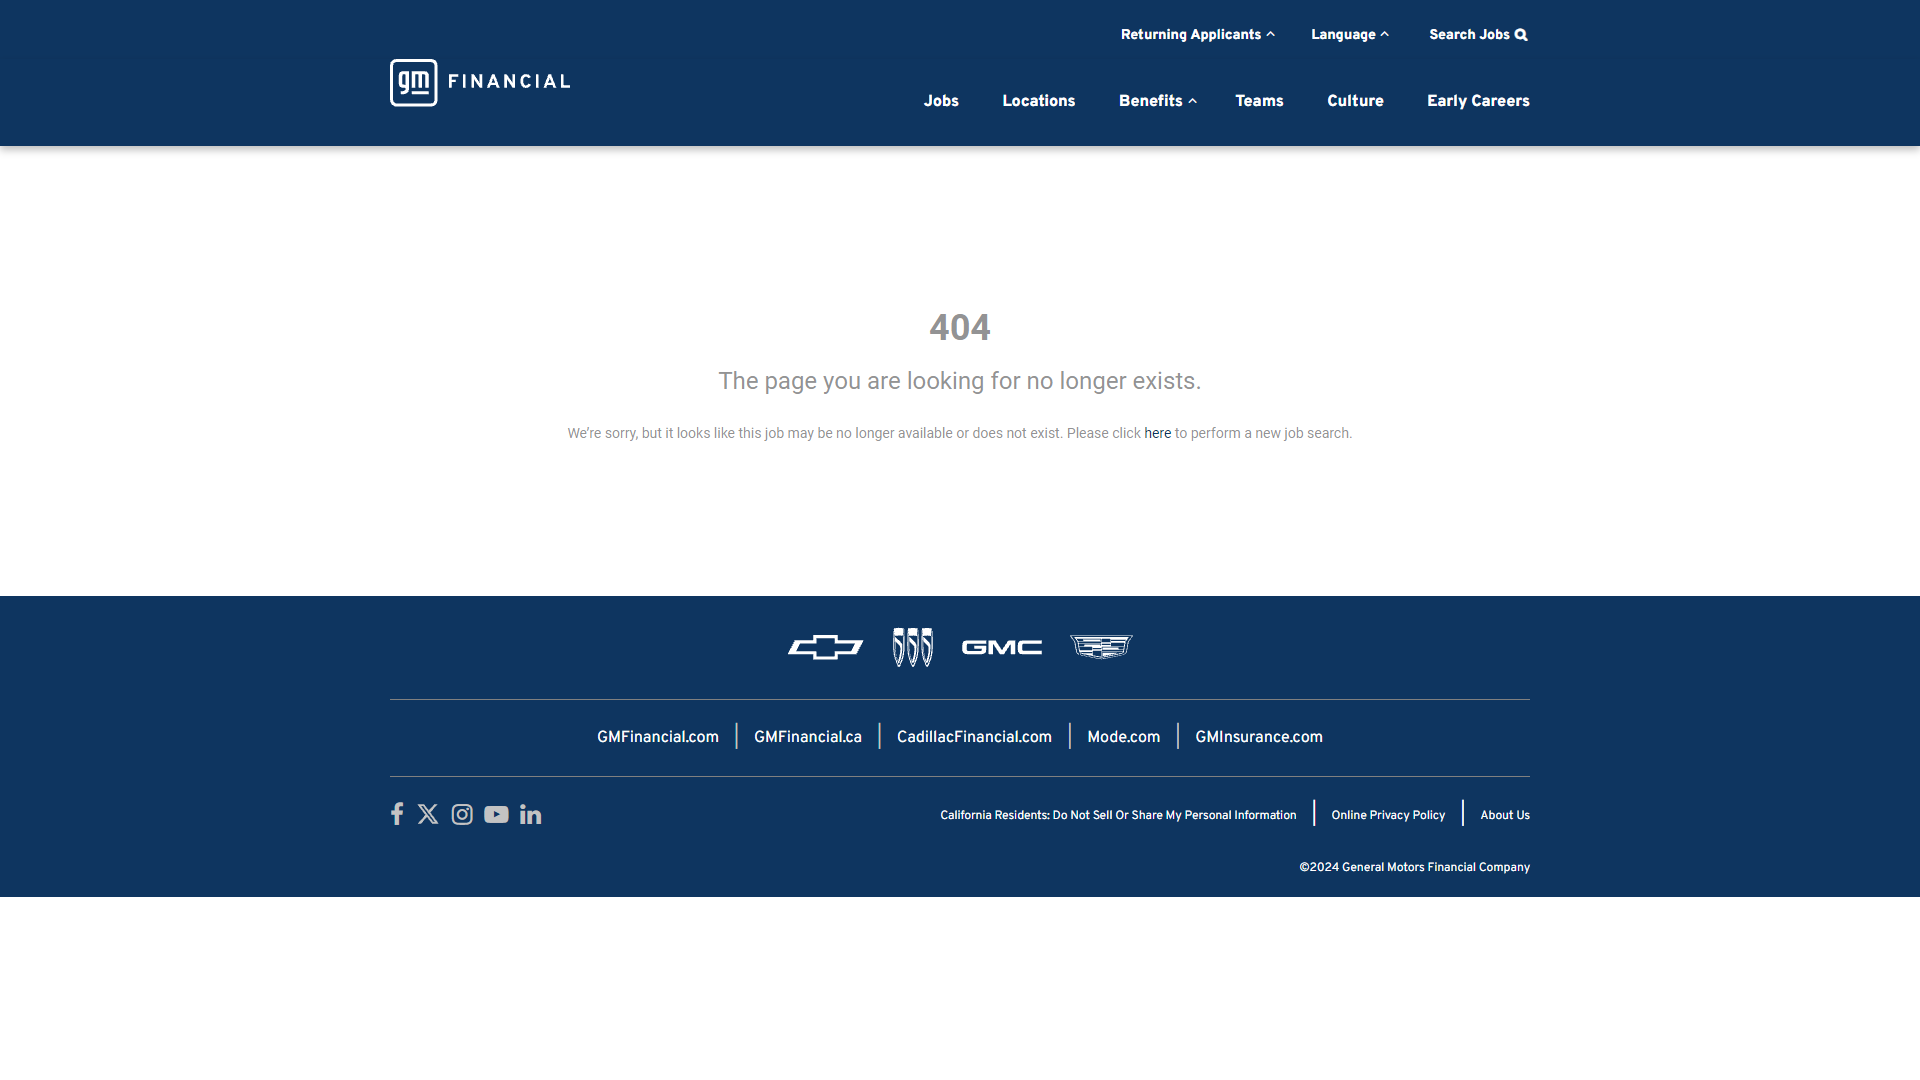 Returning Applicants
Language
Search Jobs
gm FINANCIAL
Jobs
Locations
Benefits
Teams
Culture
Early Careers
404
The page you are looking for no longer exists.
We’re sorry, but it looks like this job may be no longer available or does not exist. Please click here to perform a new job search.
GMC
GMFinancial.com
GMFinancial.ca
CadillacFinancial.com
Mode.com
GMInsurance.com
California Residents: Do Not Sell Or Share My Personal Information
Online Privacy Policy
About Us
©2024 General Motors Financial Company